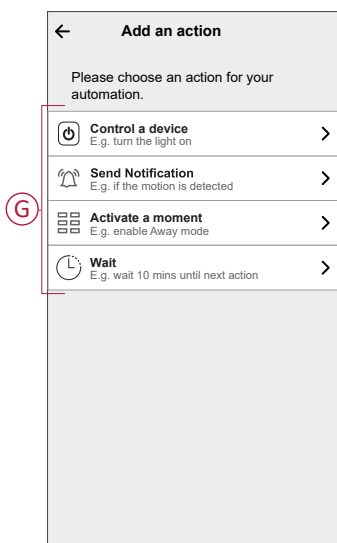 Add an action
Please choose an action for your
automation.
Control a device
E.g. turn the light on
Send Notification
E.g. if the motion is detected
G
Activate a moment
E.g. enable Away mode
Wait
E.g. wait 10 mins until next action